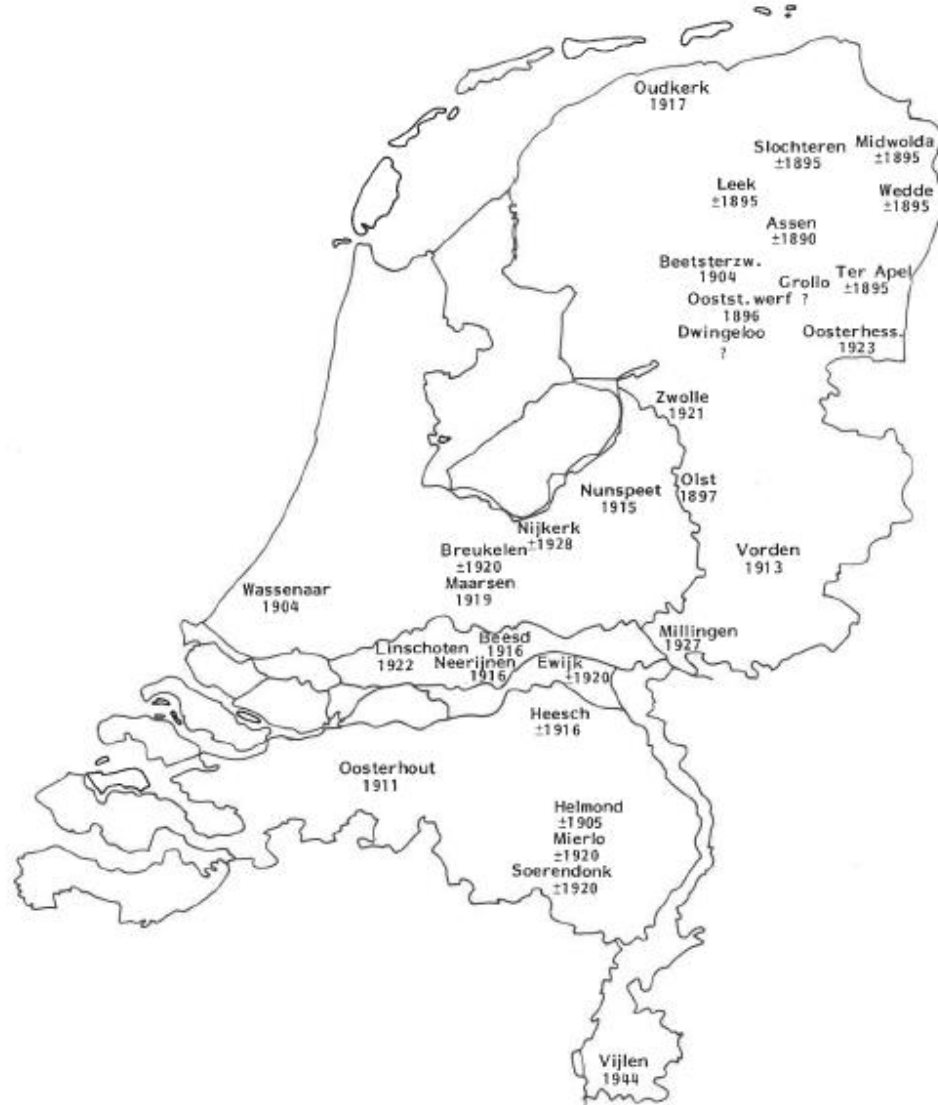 Oudkerk
1917
Slochteren
±1895
Midwolda
±1895
Leek
±1895
Wedde
±1895
Assen
±1890
Beetsterzw.
1904
Grollo
?
Ter Apel
±1895
Oostst.werf
1896
Dwingeloo
?
Oosterhess.
1923
Zwolle
1921
Olst
1897
Nunspeet
1915
Nijkerk
±1928
Breukelen
±1920
Vorden
1913
Maarsen
1919
Wassenaar
1904
Millingen
1927
Beesd
1916
Linschoten
1922
Neerijnen
1916
Ewijk
±1920
Heesch
±1916
Oosterhout
1911
Helmond
±1905
Mierlo
±1920
Soerendonk
±1920
Vijlen
1944